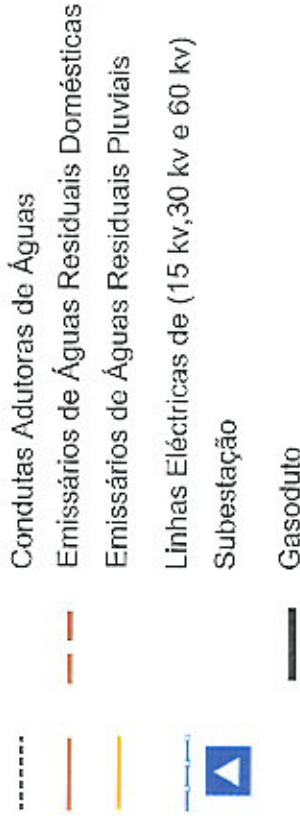 Condutas Adutoras de Águas
Emissários de Águas Residuais Domésticas
Emissários de Águas Residuais Pluviais
Linhas Eléctricas de (15 kv,30 kv e 60 kv)
Subestação
Gasoduto